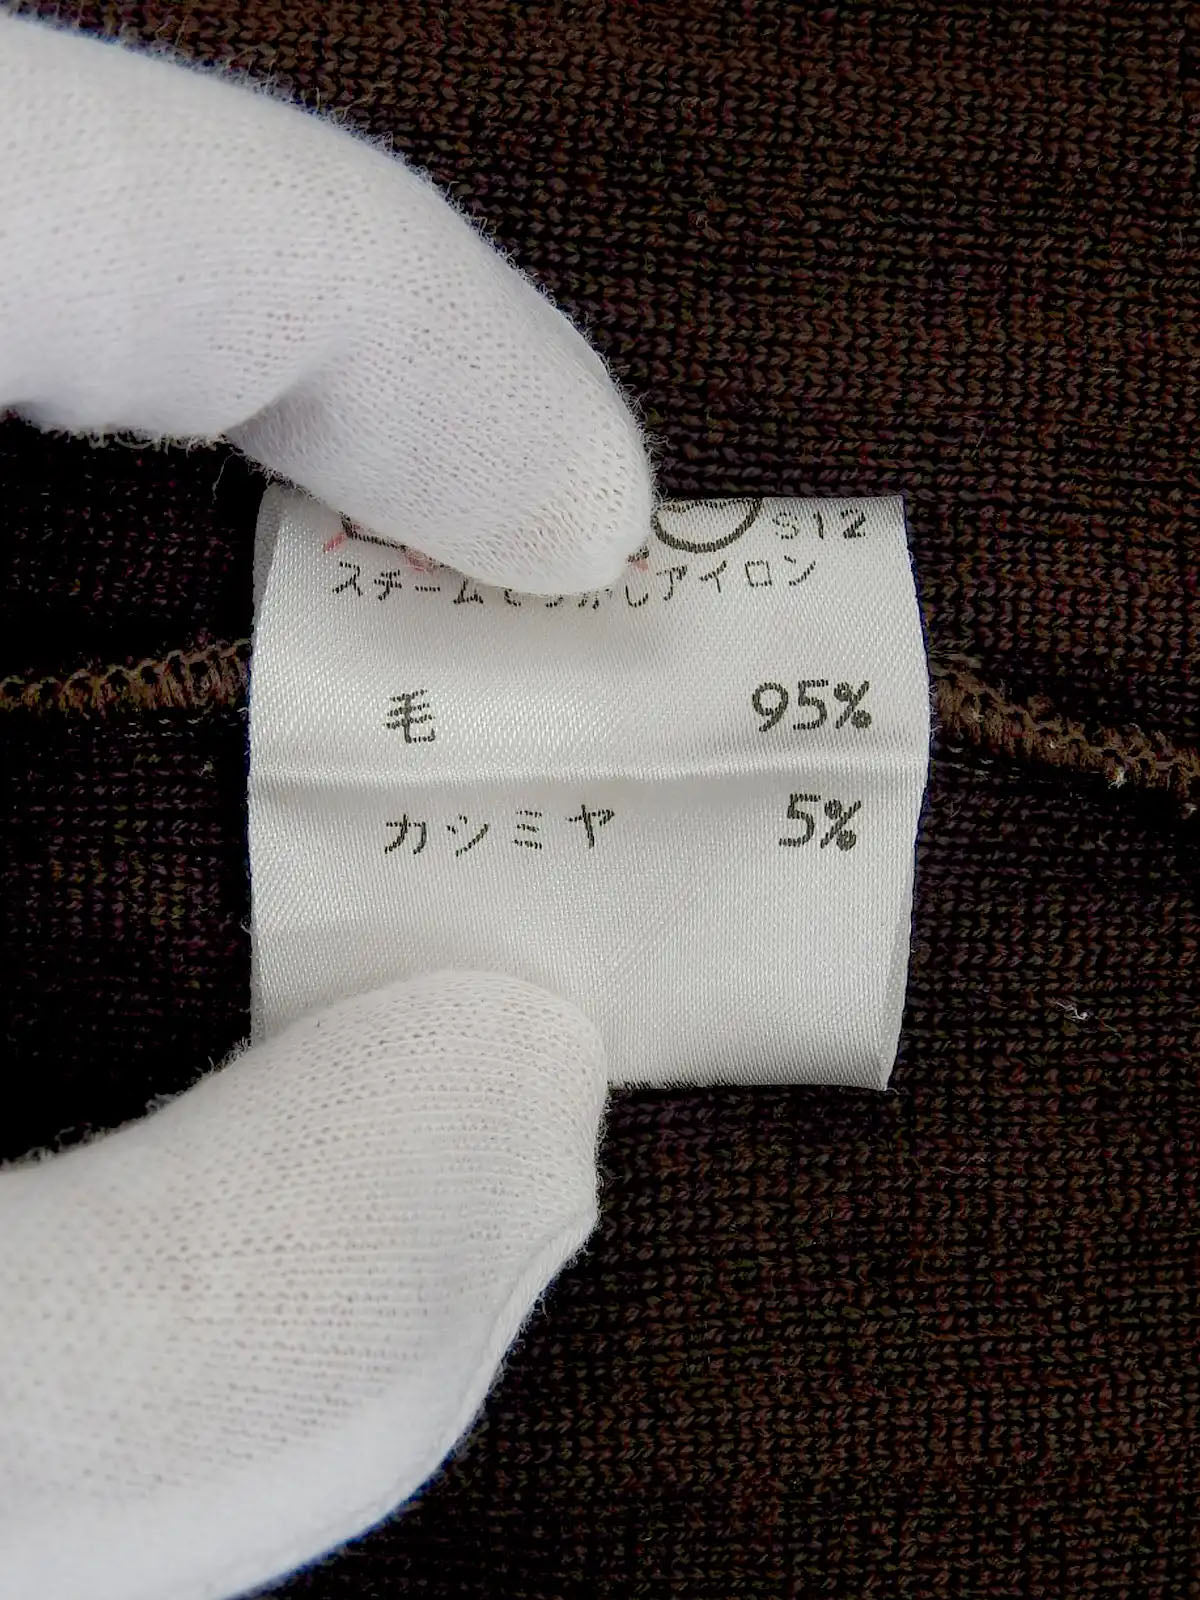 S12
スチームでうかしアイロン
毛 95%
カシミヤ 5%